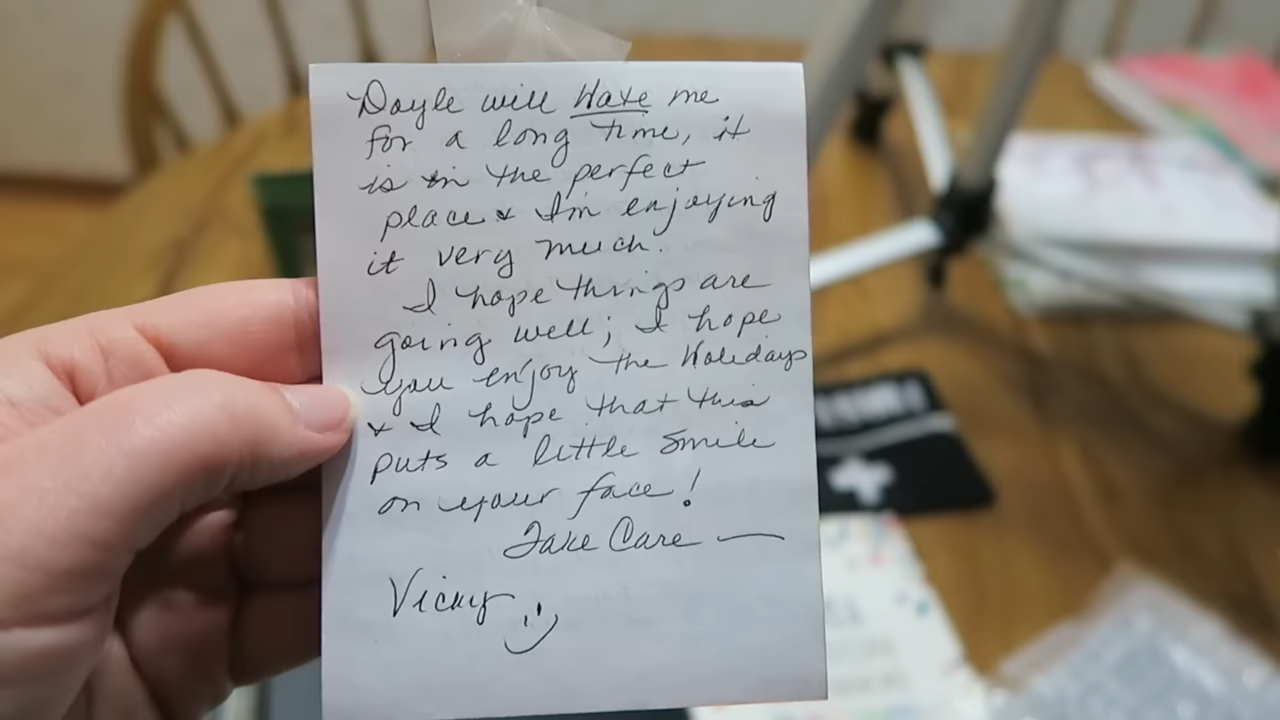 Doyle will Hate me
for a long time, it
is in the perfect
place & I'm enjoying
it very much.
I hope things are
going well; I hope
you enjoy the Holidays
& I hope that this
puts a little smile
on your face!
Take Care —
Vicky :)